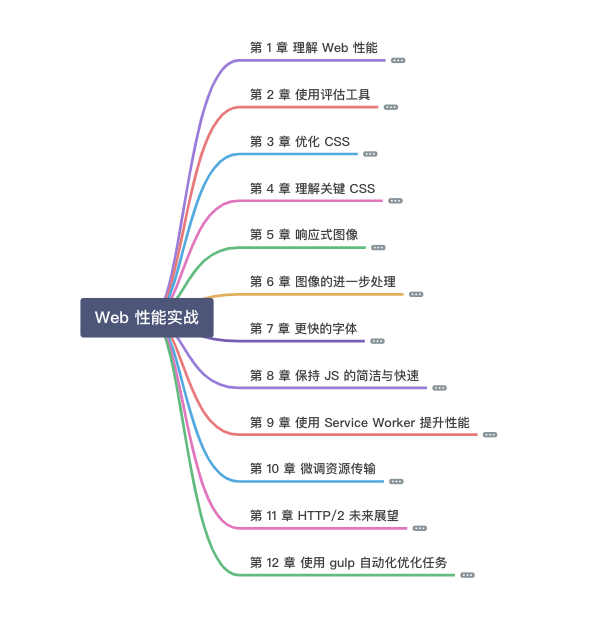 第 1 章 理解 Web 性能
第 2 章 使用评估工具
第 3 章 优化 CSS
第 4 章 理解关键 CSS
第 5 章 响应式图像
第 6 章 图像的进一步处理
Web 性能实战
第 7 章 更快的字体
第 8 章 保持 JS 的简洁与快速
第 9 章 使用 Service Worker 提升性能
第 10 章 微调资源传输
第 11 章 HTTP/2 未来展望
第 12 章 使用 gulp 自动化优化任务